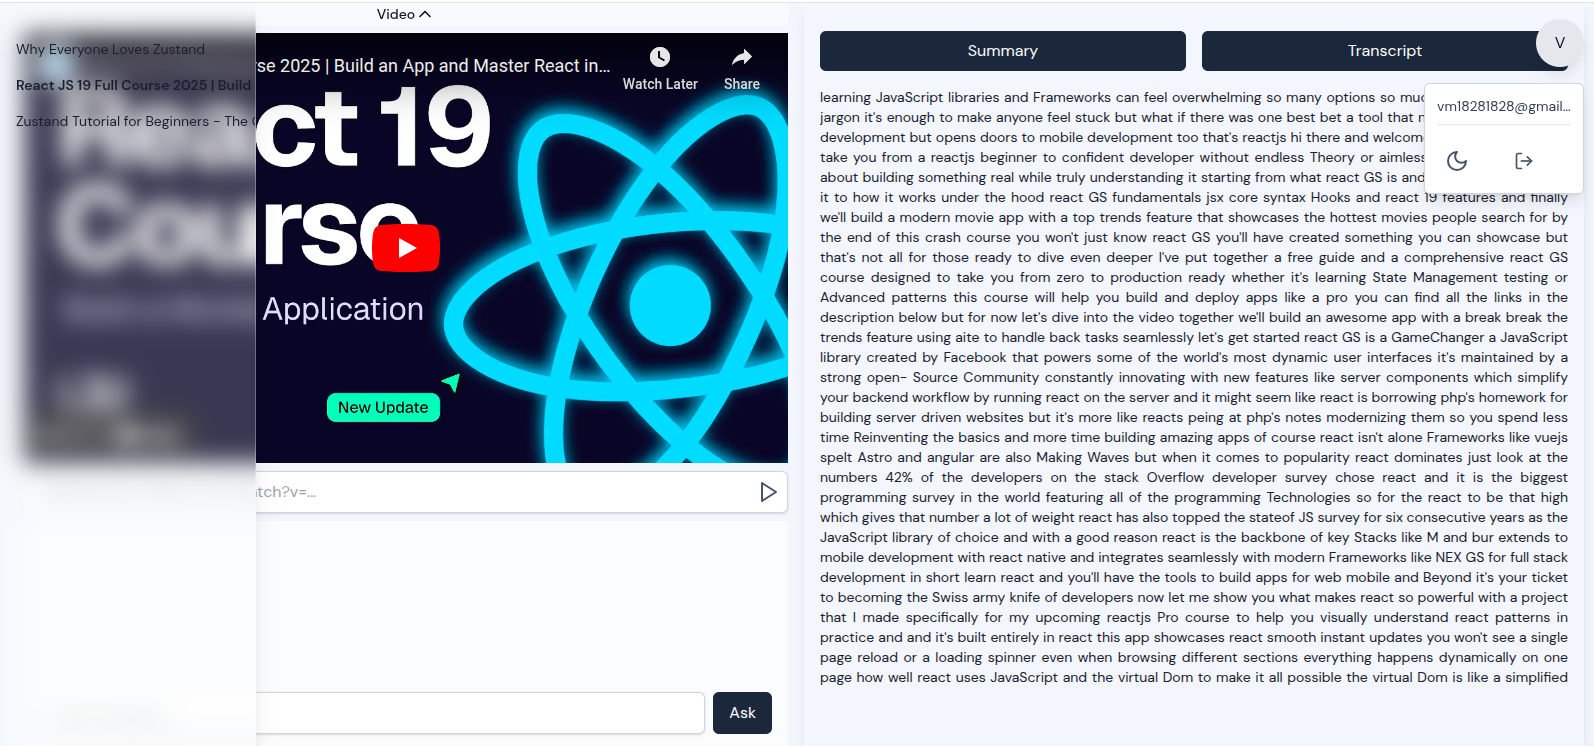 Video
Why Everyone Loves Zustand
React JS 19 Full Course 2025 | Build
Zustand Tutorial for Beginners - The
se 2025 | Build an App and Master React in...
Watch Later
Share
ct 19
urse
Application
New Update
atch?v=...
Ask
Summary
Transcript
V
vm18281828@gmail...
learning JavaScript libraries and Frameworks can feel overwhelming so many options so muc
jargon it's enough to make anyone feel stuck but what if there was one best bet a tool that
development but opens doors to mobile development too that's reactjs hi there and welcom
take you from a reactjs beginner to confident developer without endless Theory or aimless
about building something real while truly understanding it starting from what react GS is and
it to how it works under the hood react GS fundamentals jsx core syntax Hooks and react 19 features and finally
we'll build a modern movie app with a top trends feature that showcases the hottest movies people search for by
the end of this crash course you won't just know react GS you'll have created something you can showcase but
that's not all for those ready to dive even deeper I've put together a free guide and a comprehensive react GS
course designed to take you from zero to production ready whether it's learning State Management testing or
Advanced patterns this course will help you build and deploy apps like a pro you can find all the links in the
description below but for now let's dive into the video together we'll build an awesome app with a break break the
trends feature using aite to handle back tasks seamlessly let's get started react GS is a GameChanger a JavaScript
library created by Facebook that powers some of the world's most dynamic user interfaces it's maintained by a
strong open- Source Community constantly innovating with new features like server components which simplify
your backend workflow by running react on the server and it might seem like react is borrowing php's homework for
building server driven websites but it's more like reacts peing at php's notes modernizing them so you spend less
time Reinventing the basics and more time building amazing apps of course react isn't alone Frameworks like vuejs
spelt Astro and angular are also Making Waves but when it comes to popularity react dominates just look at the
numbers 42% of the developers on the stack Overflow developer survey chose react and it is the biggest
programming survey in the world featuring all of the programming Technologies so for the react to be that high
which gives that number a lot of weight react has also topped the stateof JS survey for six consecutive years as the
JavaScript library of choice and with a good reason react is the backbone of key Stacks like M and bur extends to
mobile development with react native and integrates seamlessly with modern Frameworks like NEX GS for full stack
development in short learn react and you'll have the tools to build apps for web mobile and Beyond it's your ticket
to becoming the Swiss army knife of developers now let me show you what makes react so powerful with a project
that I made specifically for my upcoming reactjs Pro course to help you visually understand react patterns in
practice and and it's built entirely in react this app showcases react smooth instant updates you won't see a single
page reload or a loading spinner even when browsing different sections everything happens dynamically on one
page how well react uses JavaScript and the virtual Dom to make it all possible the virtual Dom is like a simplified